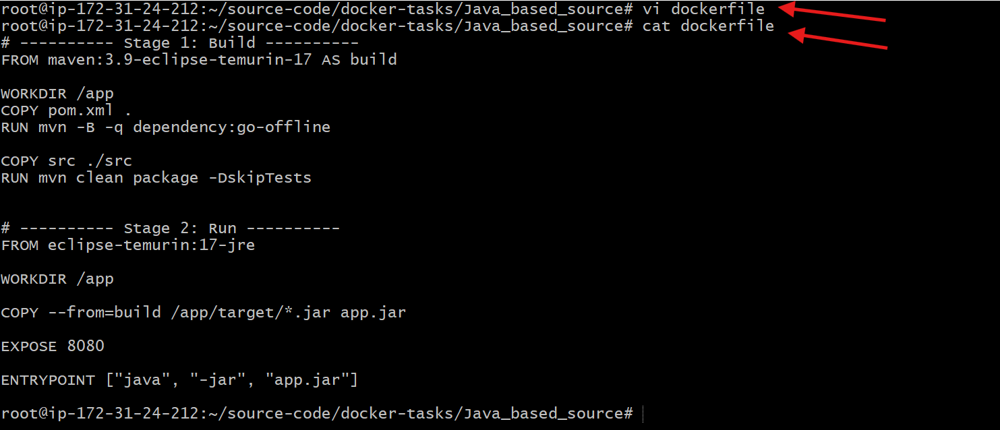 root@ip-172-31-24-212:~/source-code/docker-tasks/Java_based_source# vi dockerfile
root@ip-172-31-24-212:~/source-code/docker-tasks/Java_based_source# cat dockerfile
# ---------- Stage 1: Build ----------
FROM maven:3.9-eclipse-temurin-17 AS build
WORKDIR /app
COPY pom.xml .
RUN mvn -B -q dependency:go-offline
COPY src ./src
RUN mvn clean package -DskipTests
# ---------- Stage 2: Run ----------
FROM eclipse-temurin:17-jre
WORKDIR /app
COPY --from=build /app/target/*.jar app.jar
EXPOSE 8080
ENTRYPOINT ["java", "-jar", "app.jar"]
root@ip-172-31-24-212:~/source-code/docker-tasks/Java_based_source#